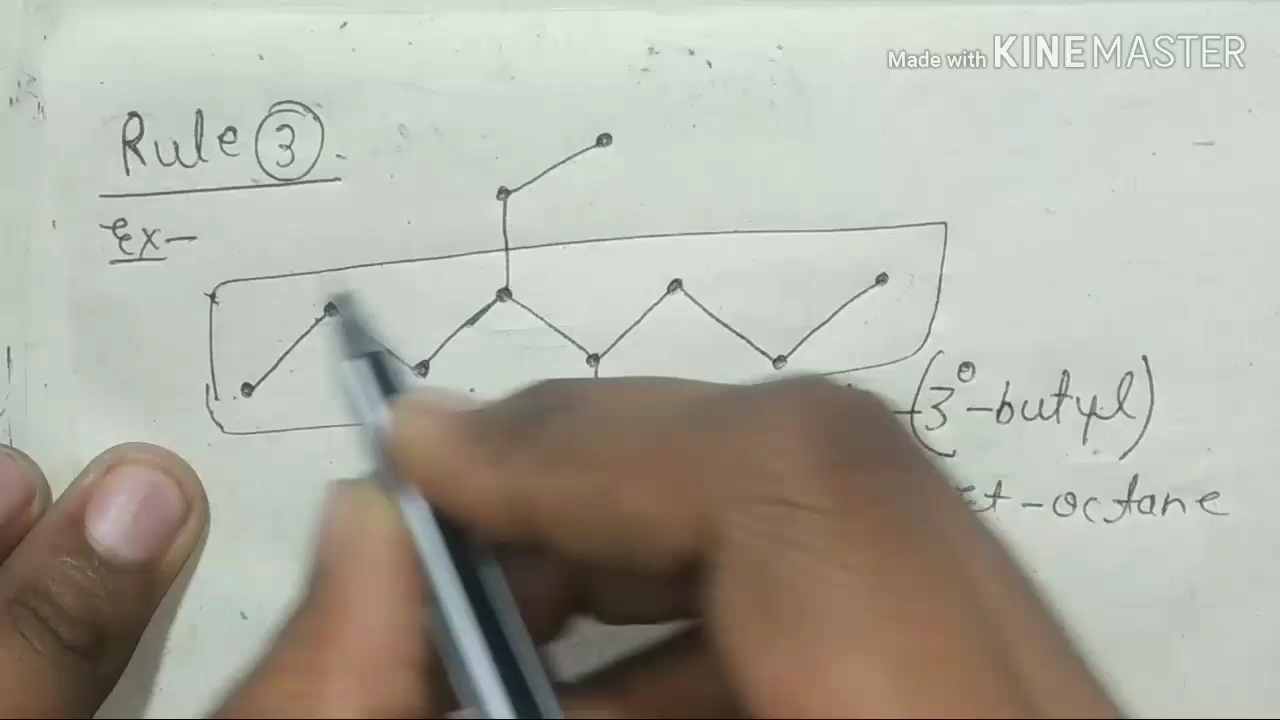 Made with KINEMASTER
Rule 3.
Ex-
-(3°-butyl)
-octane